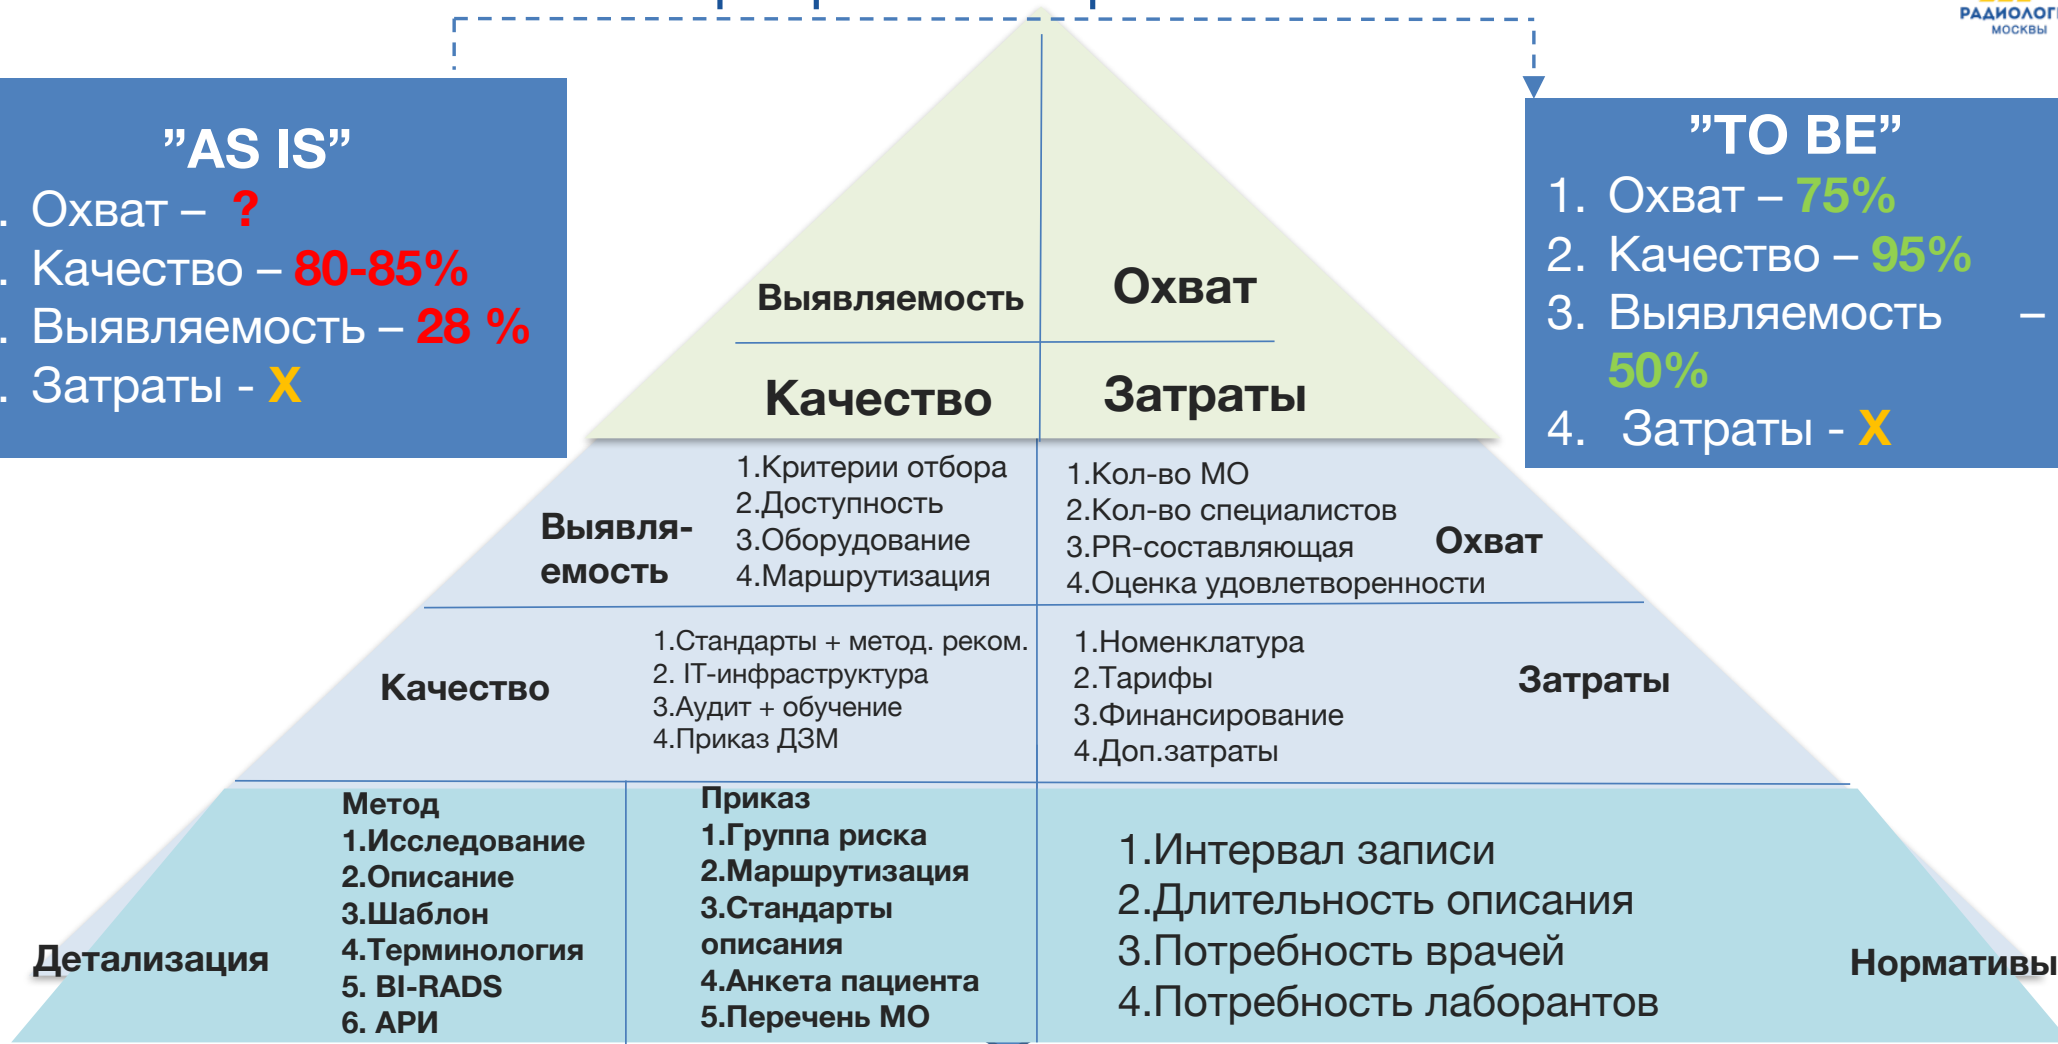 РАДИОЛОГИ
МОСКВЫ
”AS IS”
. Охват – ?
. Качество – 80-85%
. Выявляемость – 28 %
. Затраты - X
”TO BE”
1. Охват – 75%
2. Качество – 95%
3. Выявляемость –
50%
4. Затраты - X
Выявляемость
Охват
Качество
Затраты
Выявля-
емость
1.Критерии отбора
2.Доступность
3.Оборудование
4.Маршрутизация
1.Кол-во МО
2.Кол-во специалистов
3.PR-составляющая
4.Оценка удовлетворенности
Охват
Качество
1.Стандарты + метод. реком.
2. IT-инфраструктура
3.Аудит + обучение
4.Приказ ДЗМ
1.Номенклатура
2.Тарифы
3.Финансирование
4.Доп.затраты
Затраты
Детализация
Метод
1.Исследование
2.Описание
3.Шаблон
4.Терминология
5. BI-RADS
6. АРИ
Приказ
1.Группа риска
2.Маршрутизация
3.Стандарты
описания
4.Анкета пациента
5.Перечень МО
1.Интервал записи
2.Длительность описания
3.Потребность врачей
4.Потребность лаборантов
Нормативы